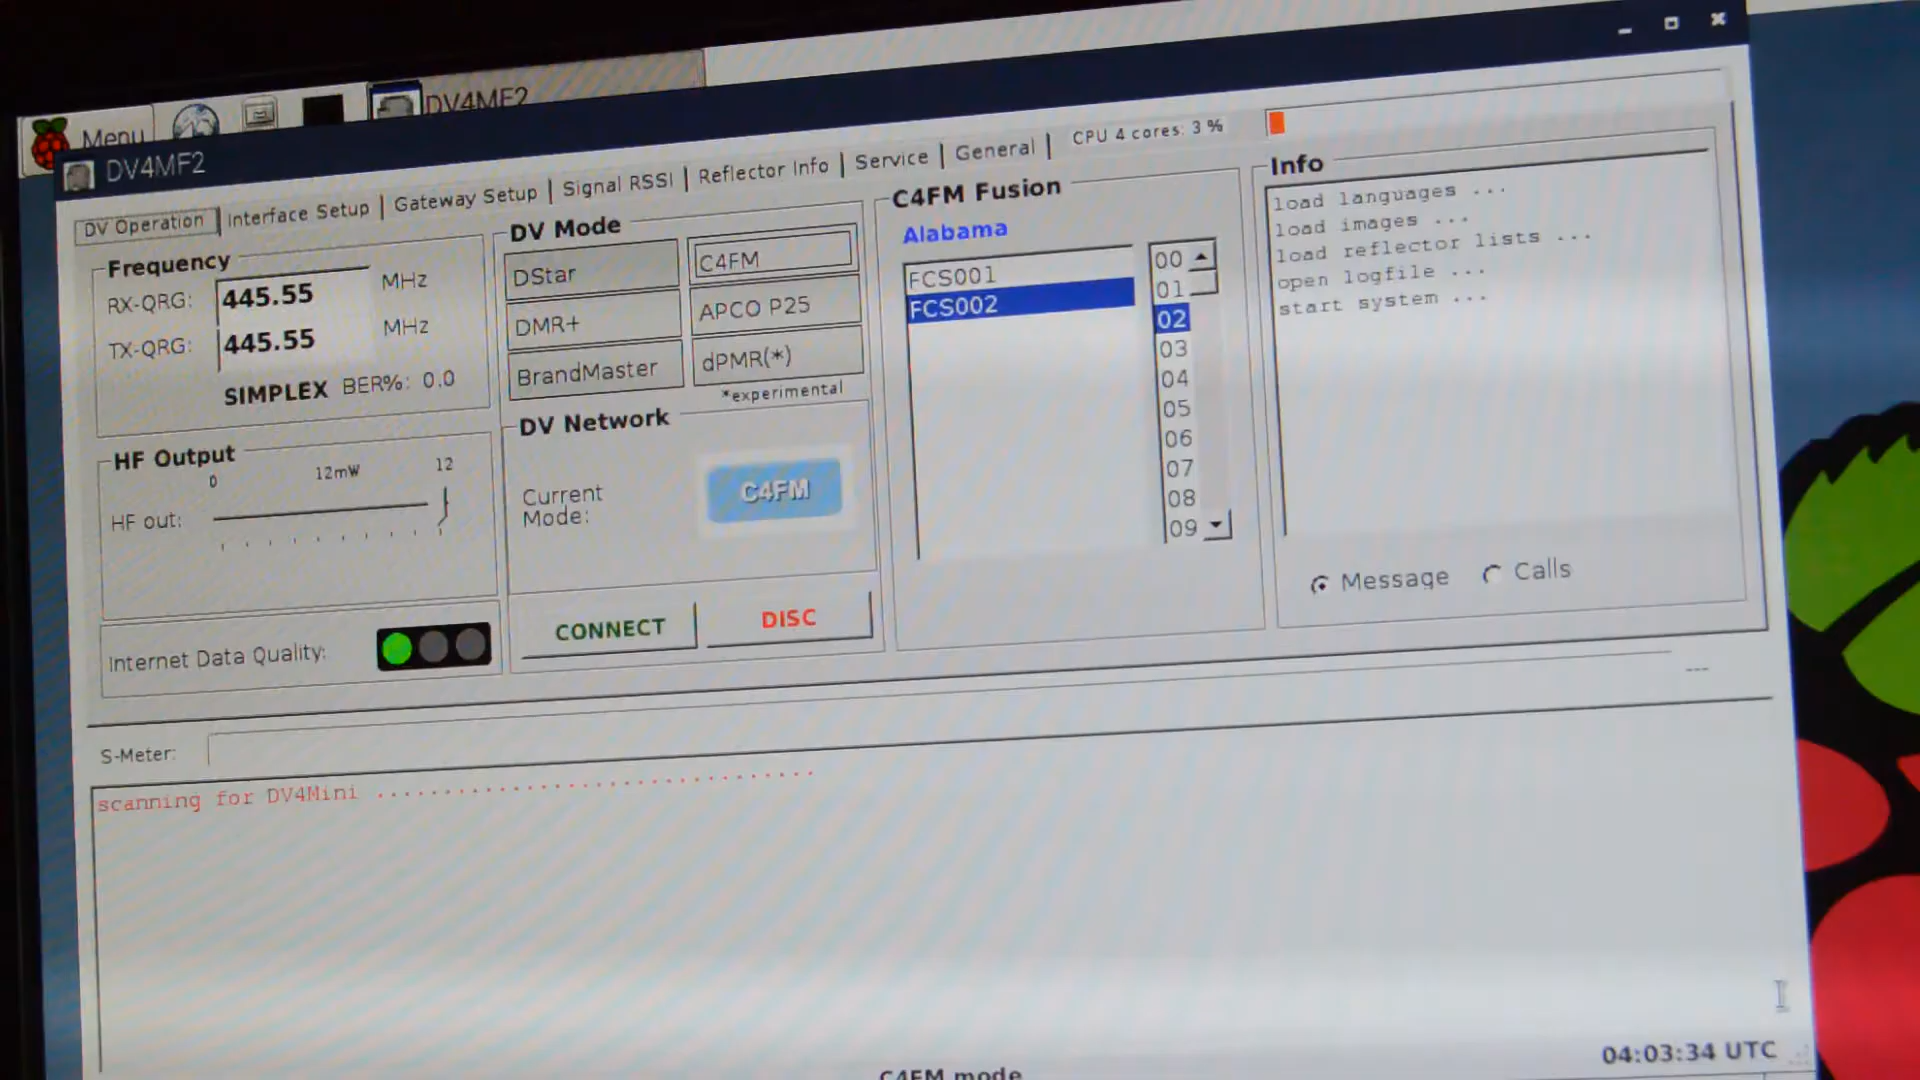 Menu
DV4MF2
DV4MF2
DV Operation
Interface Setup
Gateway Setup
Signal RSSI
Reflector Info
Service
General
CPU 4 cores: 3 %
Frequency
RX-QRG: 445.55 MHz
TX-QRG: 445.55 MHz
SIMPLEX BER%: 0.0
HF Output
0 12mW 12
HF out:
Internet Data Quality:
DV Mode
DStar C4FM
DMR+ APCO P25
BrandMaster dPMR(*)
*experimental
DV Network
Current
Mode:
C4FM
CONNECT DISC
C4FM Fusion
Alabama
FCS001
FCS002
00
01
02
03
04
05
06
07
08
09
Info
load languages ...
load images ...
load reflector lists ...
open logfile ...
start system ...
Message Calls
---
S-Meter:
scanning for DV4Mini .................................
04:03:34 UTC
C4FM mode